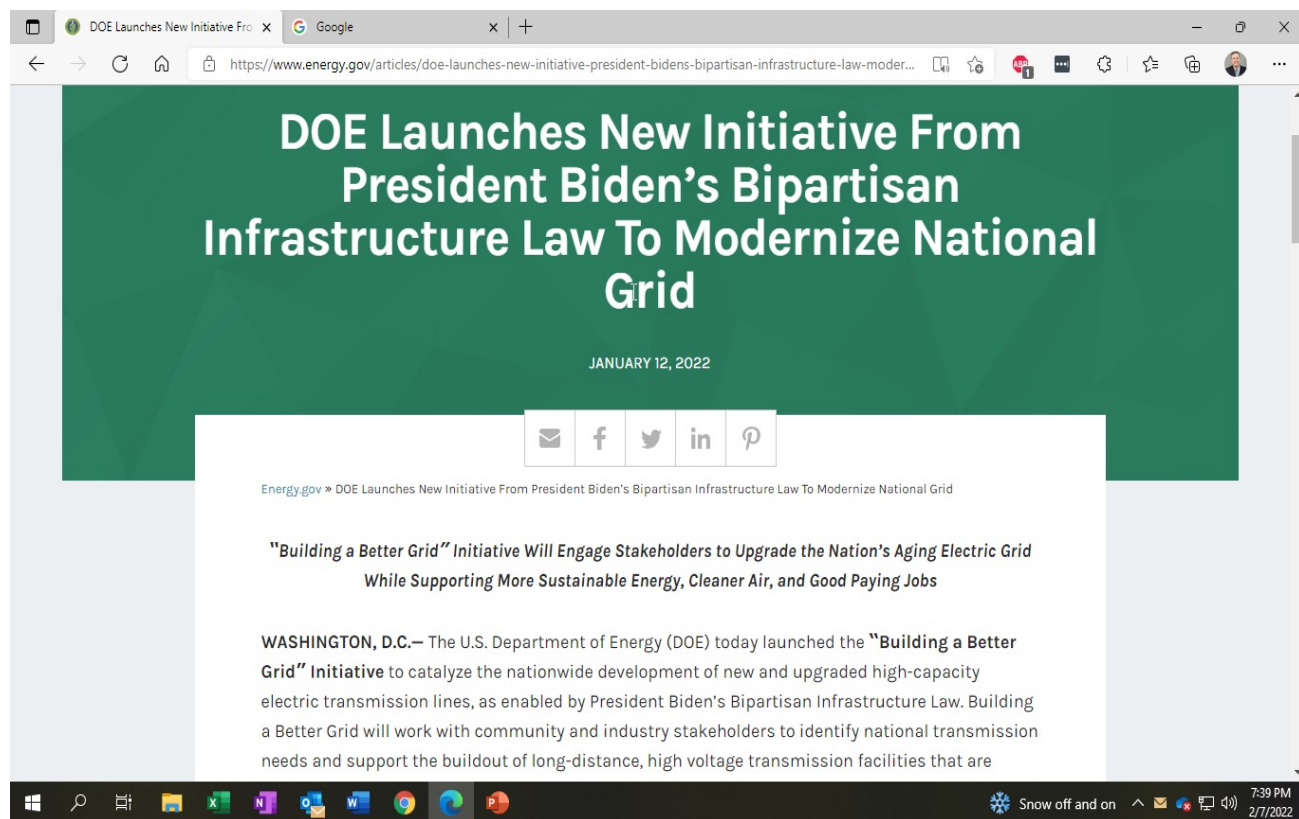 DOE Launches New Initiative Fro
Google
https://www.energy.gov/articles/doe-launches-new-initiative-president-bidens-bipartisan-infrastructure-law-moder...
ABP
1
DOE Launches New Initiative From
President Biden's Bipartisan
Infrastructure Law To Modernize National
Grid
JANUARY 12, 2022
Energy.gov » DOE Launches New Initiative From President Biden's Bipartisan Infrastructure Law To Modernize National Grid
"Building a Better Grid" Initiative Will Engage Stakeholders to Upgrade the Nation's Aging Electric Grid
While Supporting More Sustainable Energy, Cleaner Air, and Good Paying Jobs
WASHINGTON, D.C.— The U.S. Department of Energy (DOE) today launched the "Building a Better
Grid" Initiative to catalyze the nationwide development of new and upgraded high-capacity
electric transmission lines, as enabled by President Biden's Bipartisan Infrastructure Law. Building
a Better Grid will work with community and industry stakeholders to identify national transmission
needs and support the buildout of long-distance, high voltage transmission facilities that are
Snow off and on
7:39 PM
2/7/2022